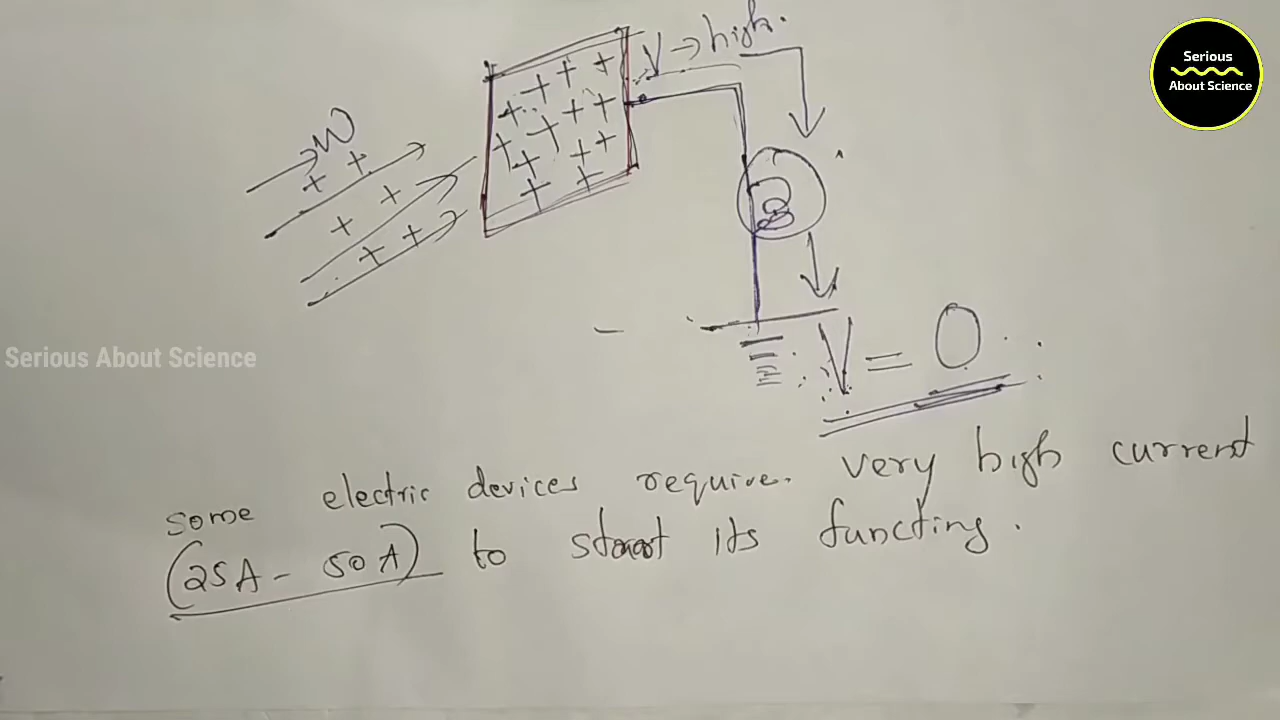 V → high.
W
V = 0
some electric devices require. very high current
(25A - 50A) to start its functing.
Serious
About Science
Serious About Science